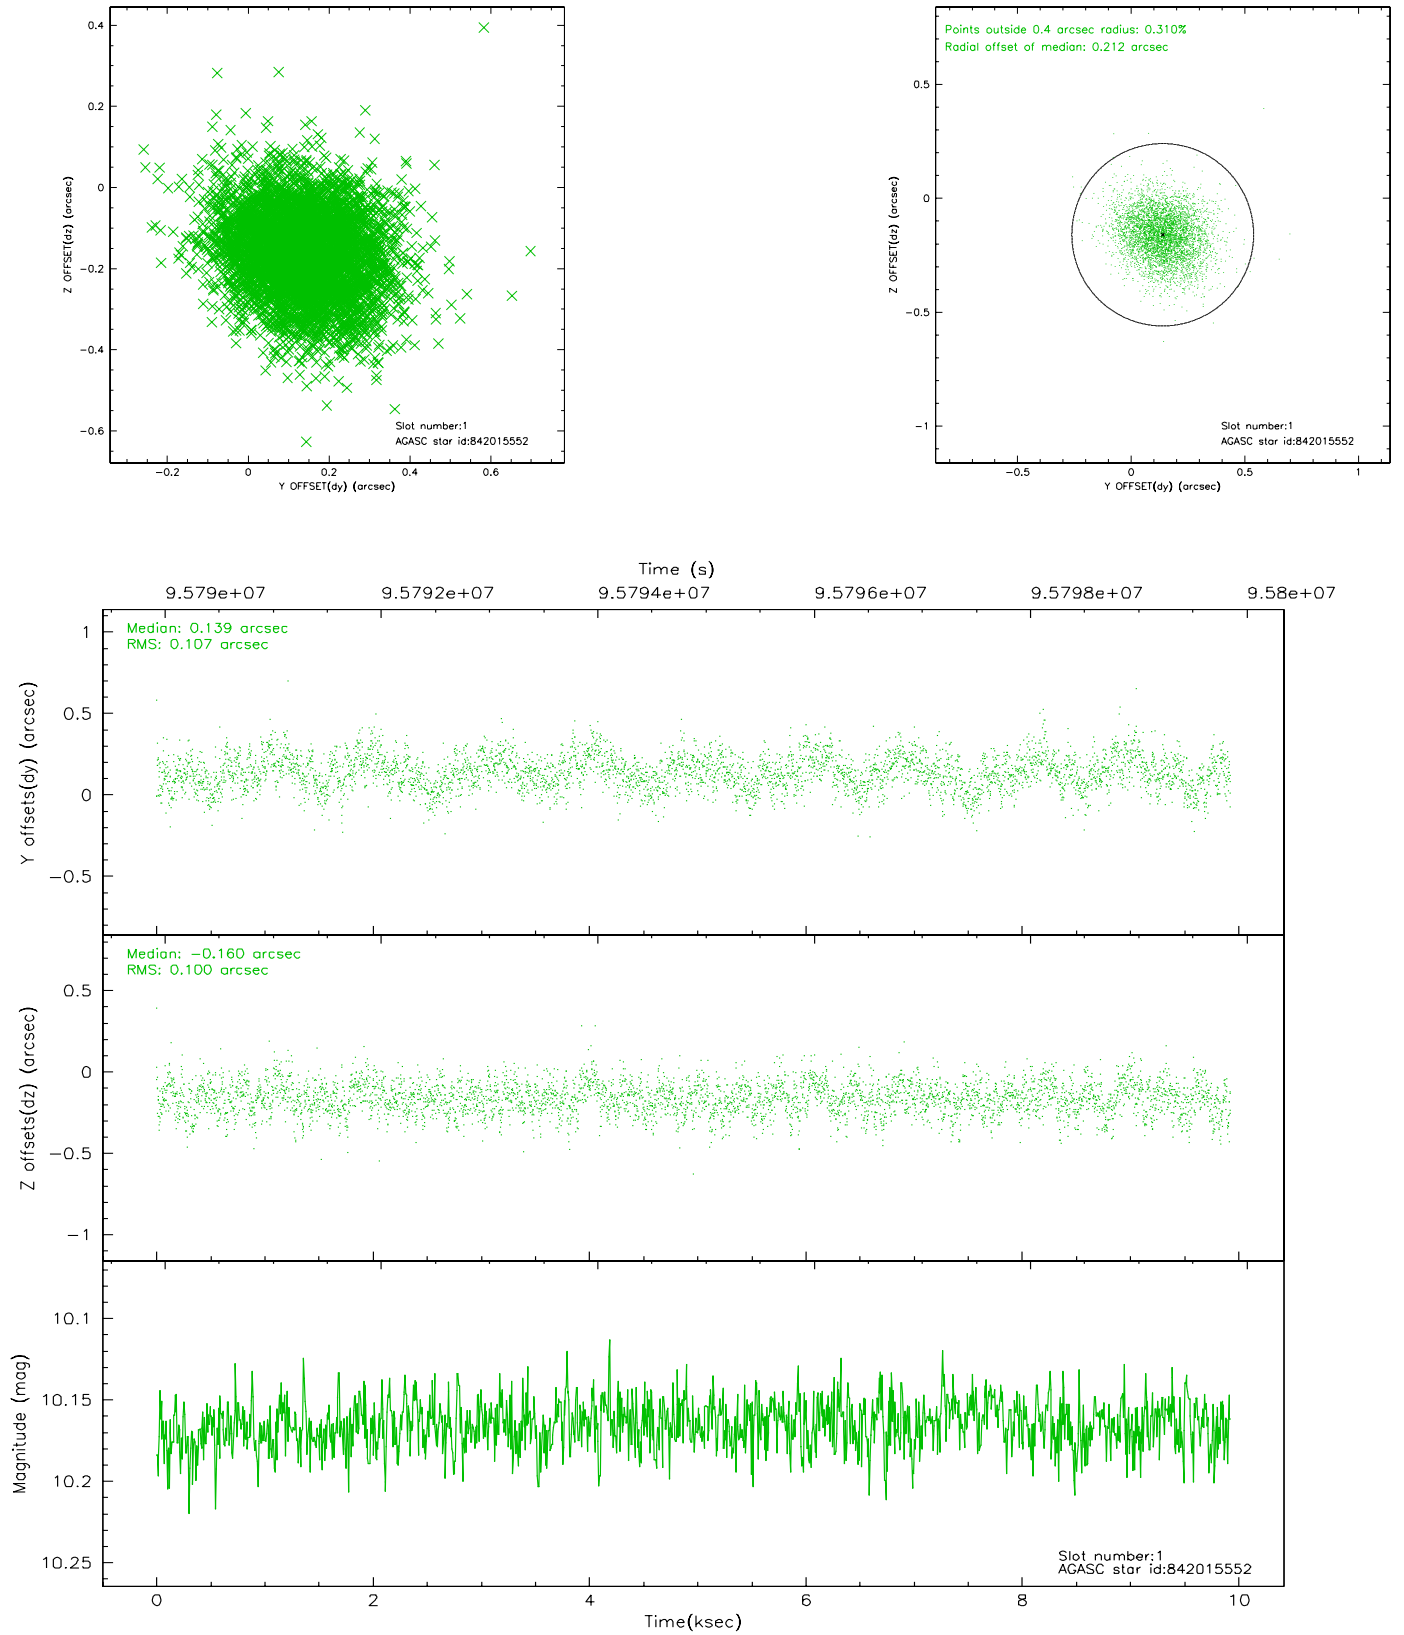 0.4
0.2
0
−0.2
−0.4
−0.6
Z OFFSET(dz) (arcsec)
−0.2
0
0.2
0.4
0.6
Y OFFSET(dy) (arcsec)
Slot number:1
AGASC star id:842015552
Points outside 0.4 arcsec radius: 0.310%
Radial offset of median: 0.212 arcsec
0.5
0
−0.5
−1
Z OFFSET(dz) (arcsec)
−0.5
0
0.5
1
Y OFFSET(dy) (arcsec)
Slot number:1
AGASC star id:842015552
Time (s)
9.579e+07
9.5792e+07
9.5794e+07
9.5796e+07
9.5798e+07
9.58e+07
Median: 0.139 arcsec
RMS: 0.107 arcsec
1
0.5
0
−0.5
Y offsets(dy) (arcsec)
Median: −0.160 arcsec
RMS: 0.100 arcsec
0.5
0
−0.5
−1
Z offsets(dz) (arcsec)
10.1
10.15
10.2
10.25
Magnitude (mag)
Slot number:1
AGASC star id:842015552
0
2
4
6
8
10
Time(ksec)